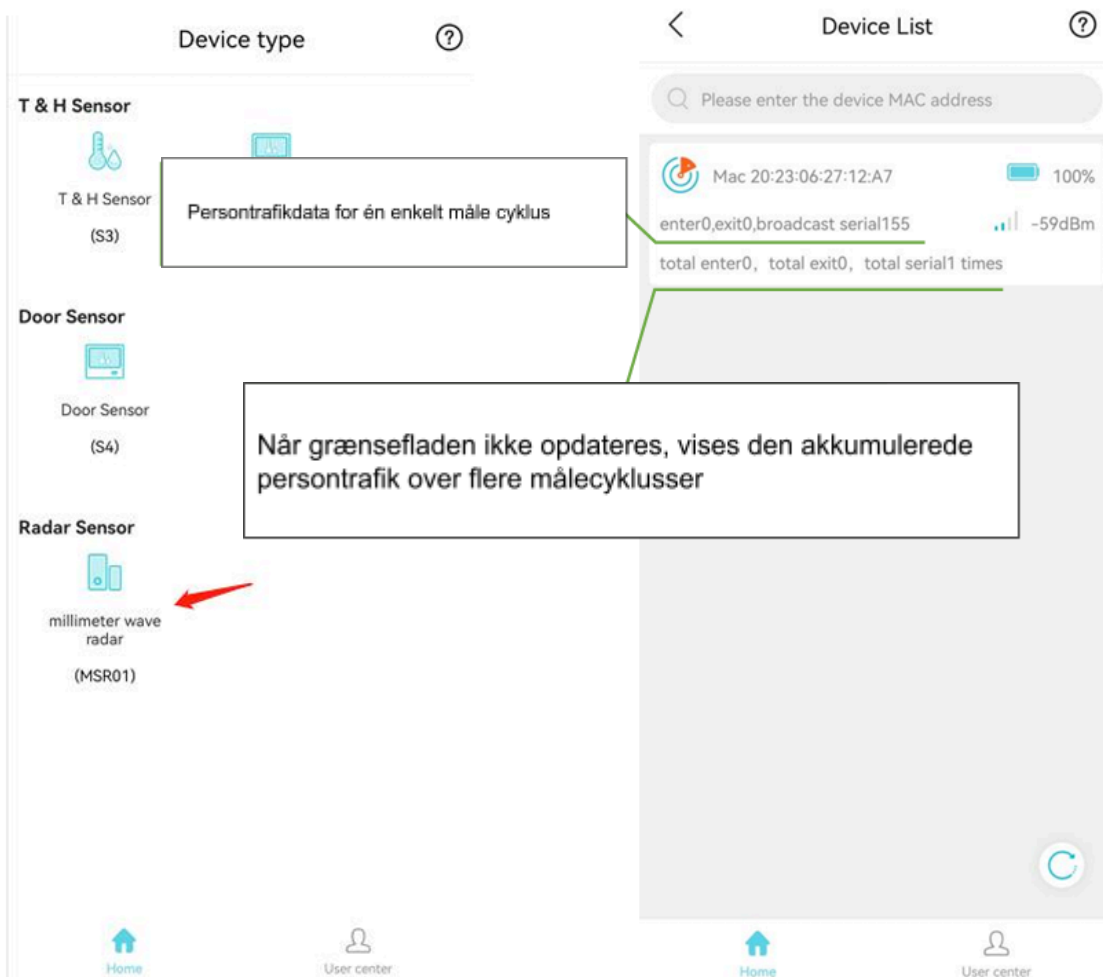 Device type
T & H Sensor
T & H Sensor
(S3)
Persontrafikdata for én enkelt måle cyklus
Door Sensor
Door Sensor
(S4)
Radar Sensor
millimeter wave
radar
(MSR01)
Home
User center
Device List
Please enter the device MAC address
Mac 20:23:06:27:12:A7
100%
enter0,exit0,broadcast serial155
-59dBm
total enter0, total exit0, total serial1 times
Når grænsefladen ikke opdateres, vises den akkumulerede
persontrafik over flere målecyklusser
Home
User center